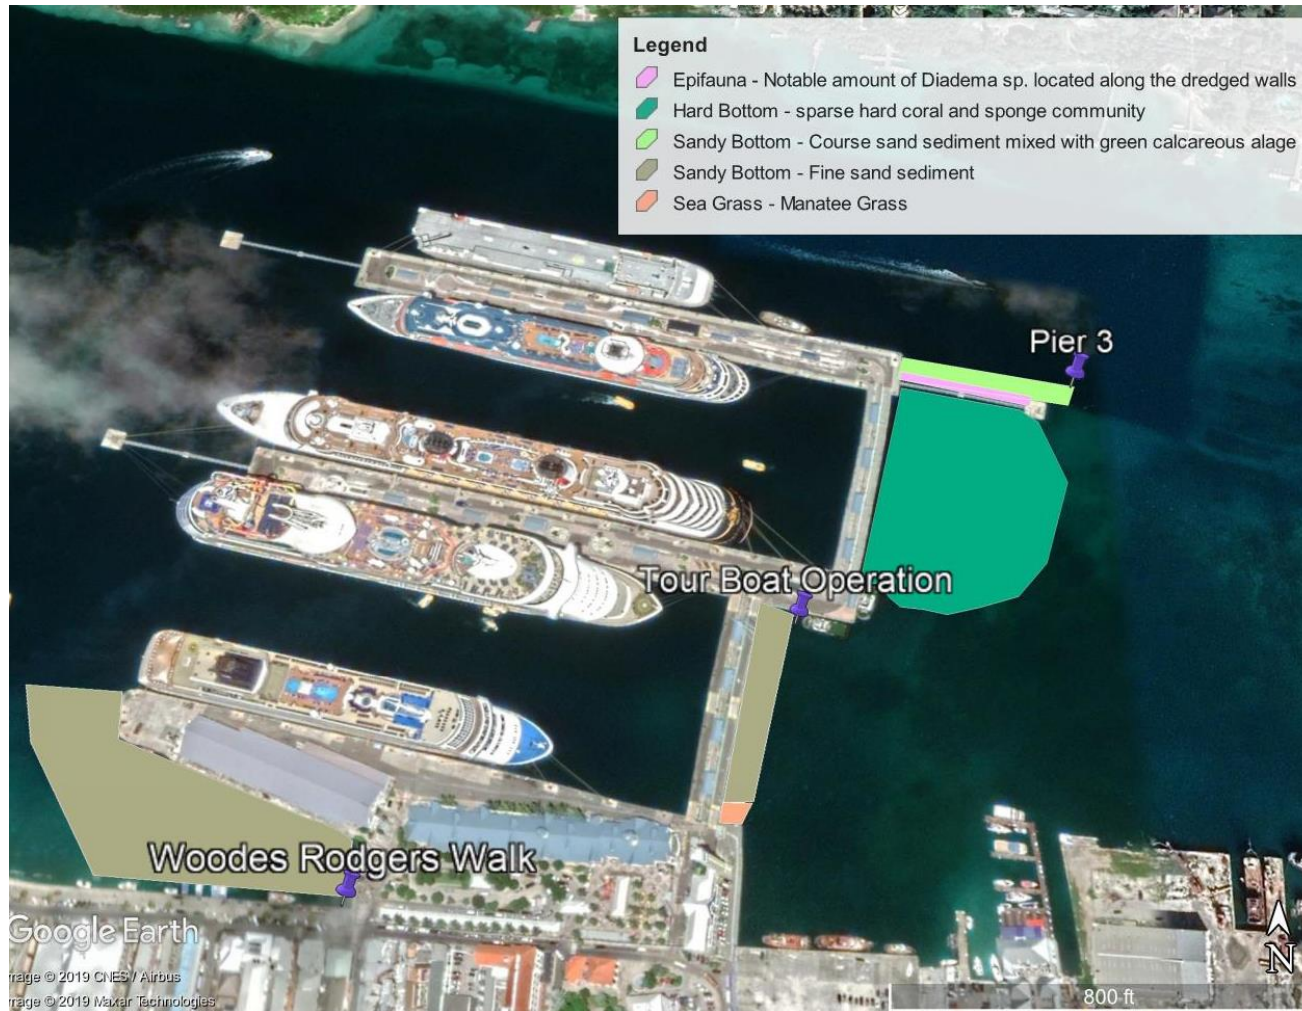 Legend
Epifauna - Notable amount of Diadema sp. located along the dredged walls
Hard Bottom - sparse hard coral and sponge community
Sandy Bottom - Course sand sediment mixed with green calcareous alage
Sandy Bottom - Fine sand sediment
Sea Grass - Manatee Grass
Pier 3
Tour Boat Operation
Woodes Rodgers Walk
Google Earth
mage © 2019 CNES / Airbus
mage © 2019 Maxar Technologies
N
800 ft